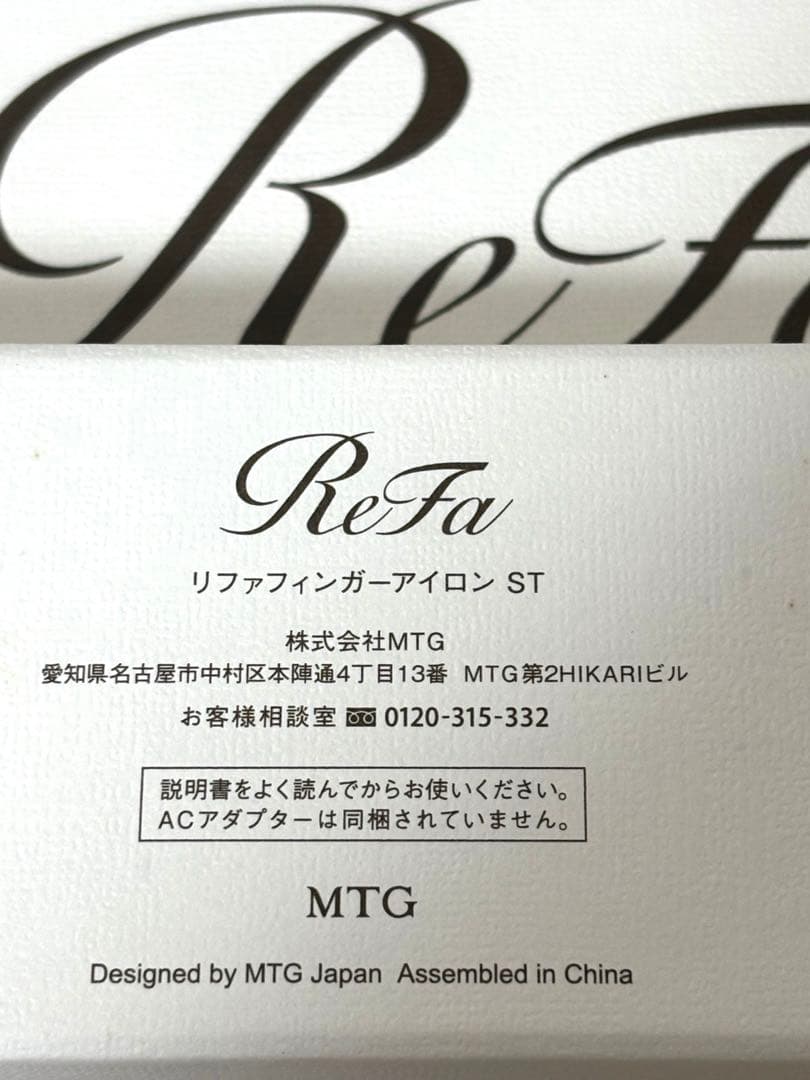 ReFa
ReFa
リファフィンガーアイロン ST
株式会社MTG
愛知県名古屋市中村区本陣通4丁目13番 MTG第2HIKARIビル
お客様相談室 0120-315-332
説明書をよく読んでからお使いください。
ACアダプターは同梱されていません。
MTG
Designed by MTG Japan Assembled in China